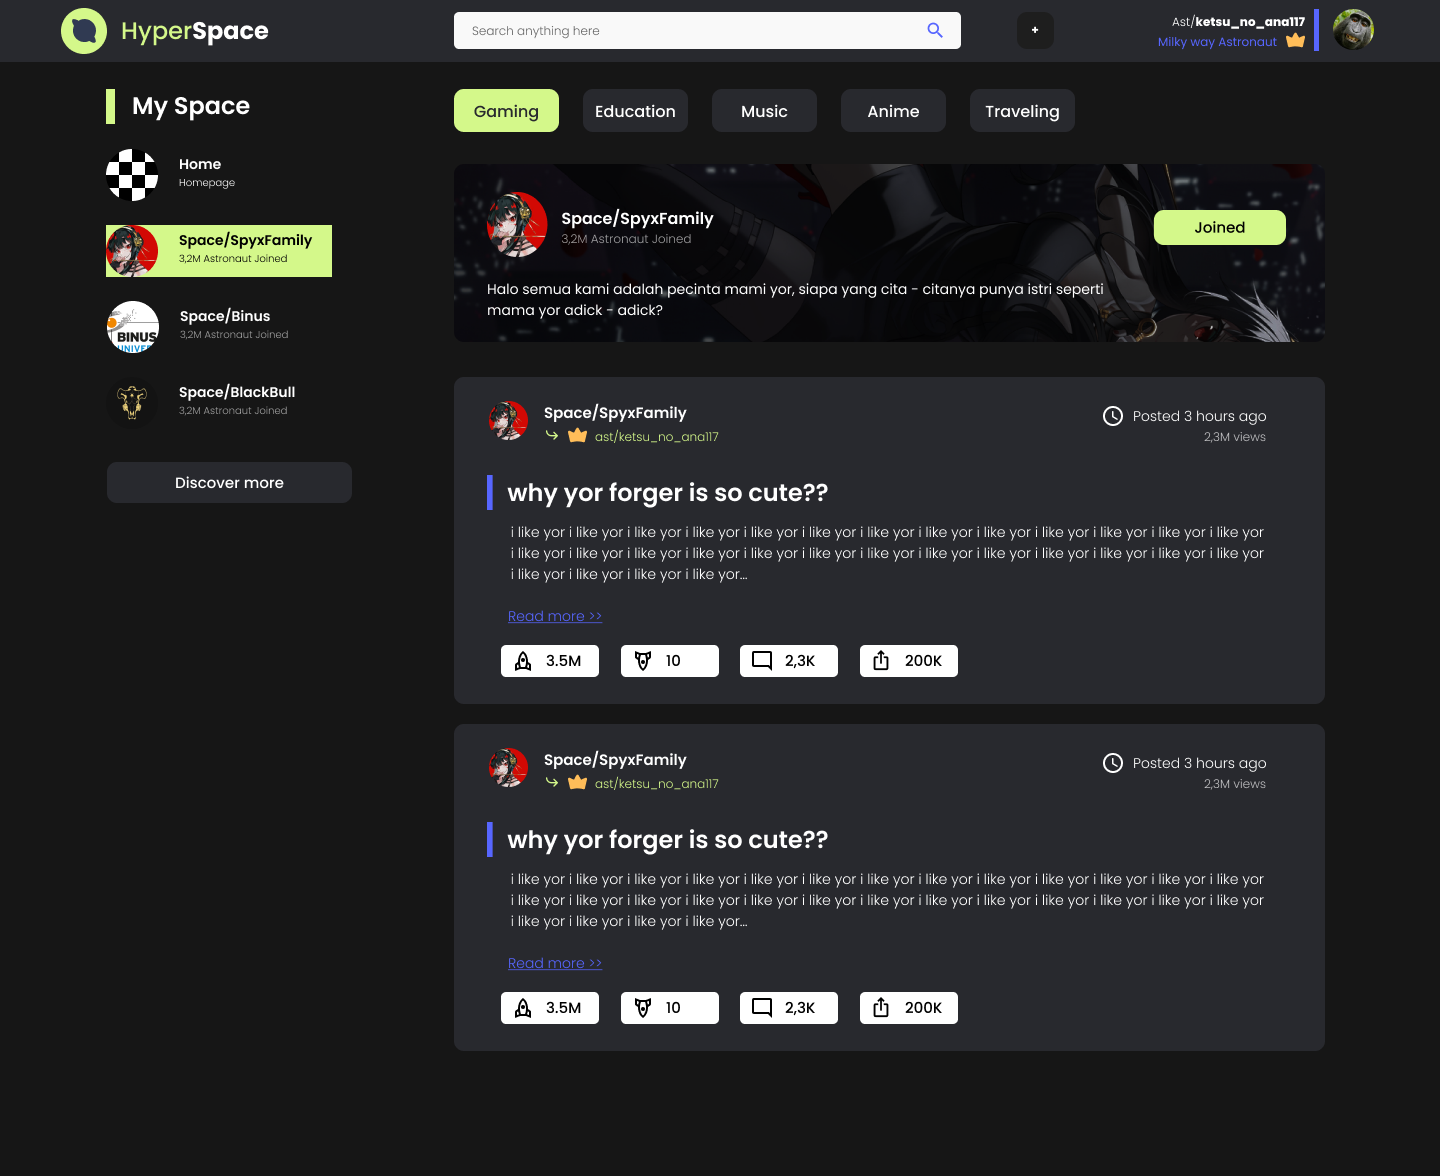 HyperSpace
Search anything here
+
Ast/ketsu_no_ana117
Milky way Astronaut
My Space
Home
Homepage
Space/SpyxFamily
3,2M Astronaut Joined
Space/Binus
3,2M Astronaut Joined
BINUS
UNIVER
Space/BlackBull
3,2M Astronaut Joined
Discover more
Gaming
Education
Music
Anime
Traveling
Space/SpyxFamily
3,2M Astronaut Joined
Joined
Halo semua kami adalah pecinta mami yor, siapa yang cita - citanya punya istri seperti
mama yor adick - adick?
Space/SpyxFamily
ast/ketsu_no_ana117
Posted 3 hours ago
2,3M views
why yor forger is so cute??
i like yor i like yor i like yor i like yor i like yor i like yor i like yor i like yor i like yor i like yor i like yor i like yor i like yor
i like yor i like yor i like yor i like yor i like yor i like yor i like yor i like yor i like yor i like yor i like yor i like yor i like yor
i like yor i like yor i like yor i like yor...
Read more >>
3.5M
10
2,3K
200K
Space/SpyxFamily
ast/ketsu_no_ana117
Posted 3 hours ago
2,3M views
why yor forger is so cute??
i like yor i like yor i like yor i like yor i like yor i like yor i like yor i like yor i like yor i like yor i like yor i like yor i like yor
i like yor i like yor i like yor i like yor i like yor i like yor i like yor i like yor i like yor i like yor i like yor i like yor i like yor
i like yor i like yor i like yor i like yor...
Read more >>
3.5M
10
2,3K
200K